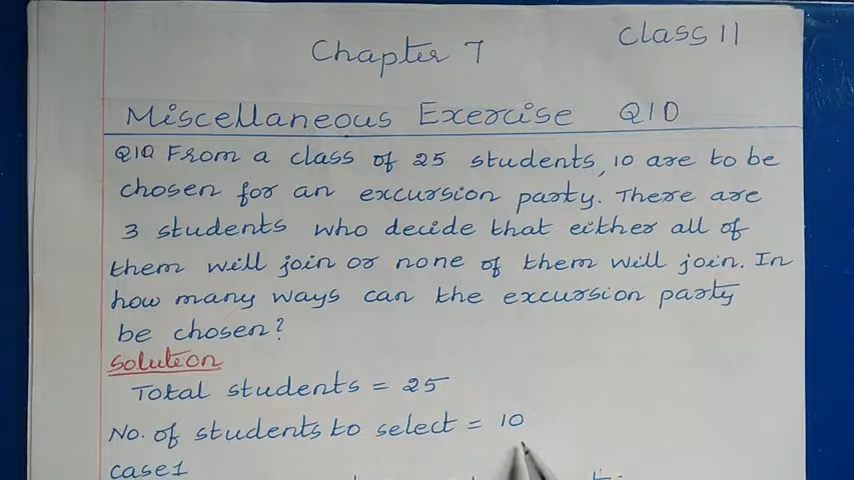 Class 11
Chapter 7
Miscellaneous Exercise Q10
Q10 From a class of 25 students, 10 are to be
chosen for an excursion party. There are
3 students who decide that either all of
them will join or none of them will join. In
how many ways can the excursion party
be chosen?
Solution
Total students = 25
No. of students to select = 10
case1